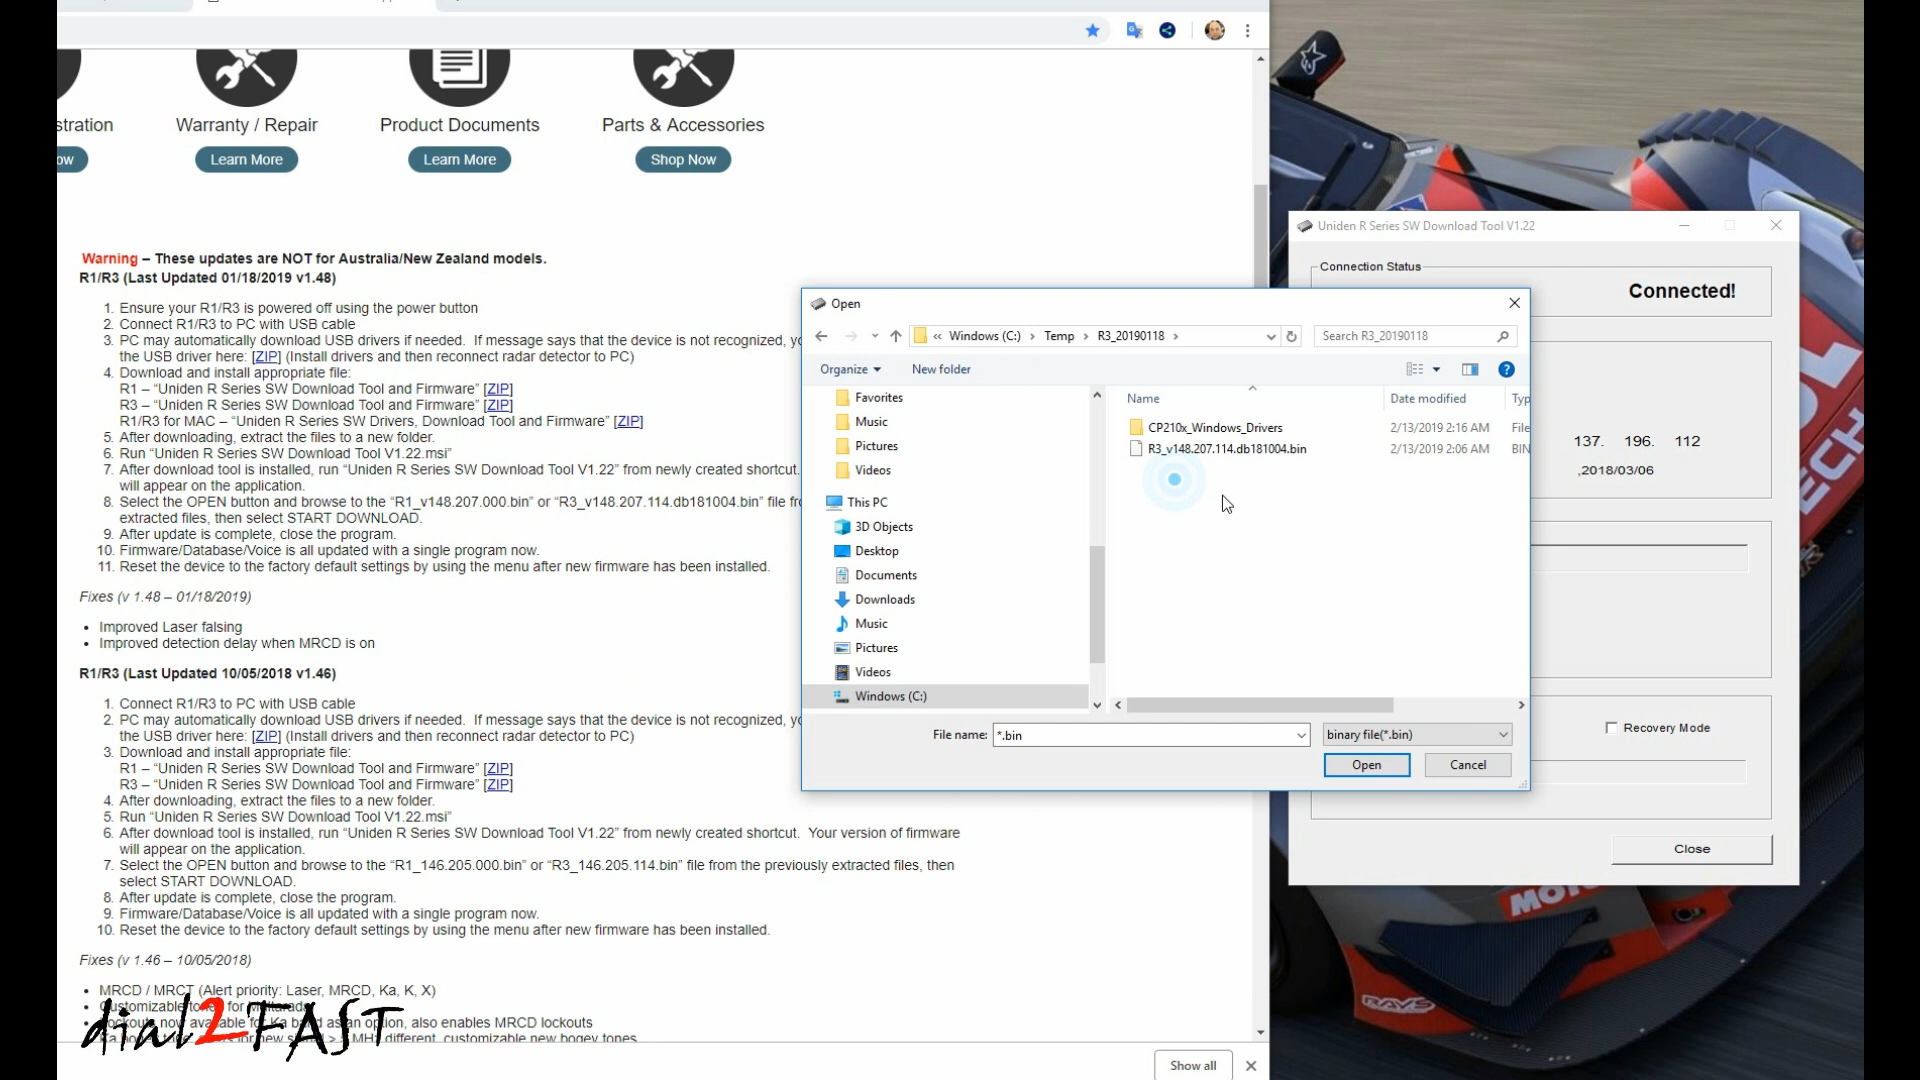 stration
Warranty / Repair
Product Documents
Parts & Accessories
ow
Learn More
Learn More
Shop Now
Warning – These updates are NOT for Australia/New Zealand models.
R1/R3 (Last Updated 01/18/2019 v1.48)
1. Ensure your R1/R3 is powered off using the power button
2. Connect R1/R3 to PC with USB cable
3. PC may automatically download USB drivers if needed. If message says that the device is not recognized, yo
the USB driver here: [ZIP] (Install drivers and then reconnect radar detector to PC)
4. Download and install appropriate file:
R1 – “Uniden R Series SW Download Tool and Firmware” [ZIP]
R3 – “Uniden R Series SW Download Tool and Firmware” [ZIP]
R1/R3 for MAC – “Uniden R Series SW Drivers, Download Tool and Firmware” [ZIP]
5. After downloading, extract the files to a new folder.
6. Run “Uniden R Series SW Download Tool V1.22.msi”
7. After download tool is installed, run “Uniden R Series SW Download Tool V1.22” from newly created shortcut.
will appear on the application.
8. Select the OPEN button and browse to the “R1_v148.207.000.bin” or “R3_v148.207.114.db181004.bin” file fr
extracted files, then select START DOWNLOAD.
9. After update is complete, close the program.
10. Firmware/Database/Voice is all updated with a single program now.
11. Reset the device to the factory default settings by using the menu after new firmware has been installed.
Fixes (v 1.48 – 01/18/2019)
• Improved Laser falsing
• Improved detection delay when MRCD is on
R1/R3 (Last Updated 10/05/2018 v1.46)
1. Connect R1/R3 to PC with USB cable
2. PC may automatically download USB drivers if needed. If message says that the device is not recognized, yo
the USB driver here: [ZIP] (Install drivers and then reconnect radar detector to PC)
3. Download and install appropriate file:
R1 – “Uniden R Series SW Download Tool and Firmware” [ZIP]
R3 – “Uniden R Series SW Download Tool and Firmware” [ZIP]
4. After downloading, extract the files to a new folder.
5. Run “Uniden R Series SW Download Tool V1.22.msi”
6. After download tool is installed, run “Uniden R Series SW Download Tool V1.22” from newly created shortcut. Your version of firmware
will appear on the application.
7. Select the OPEN button and browse to the “R1_146.205.000.bin” or “R3_146.205.114.bin” file from the previously extracted files, then
select START DOWNLOAD.
8. After update is complete, close the program.
9. Firmware/Database/Voice is all updated with a single program now.
10. Reset the device to the factory default settings by using the menu after new firmware has been installed.
Fixes (v 1.46 – 10/05/2018)
• MRCD / MRCT (Alert priority: Laser, MRCD, Ka, K, X)
Customizable for
now for Ka band as an option, also enables MRCD lockouts
different, customizable new bogey tones
dial2FAST
Show all
Open
« Windows (C:) › Temp › R3_20190118 ›
Search R3_20190118
Organize
New folder
Favorites
Music
Pictures
Videos
This PC
3D Objects
Desktop
Documents
Downloads
Music
Pictures
Videos
Windows (C:)
Name
Date modified
Typ
CP210x_Windows_Drivers
2/13/2019 2:16 AM
File
R3_v148.207.114.db181004.bin
2/13/2019 2:06 AM
BIN
File name:
*.bin
binary file(*.bin)
Open
Cancel
Uniden R Series SW Download Tool V1.22
Connection Status
Connected!
137. 196. 112
,2018/03/06
Recovery Mode
Close
TECH
MOTU
RAYS